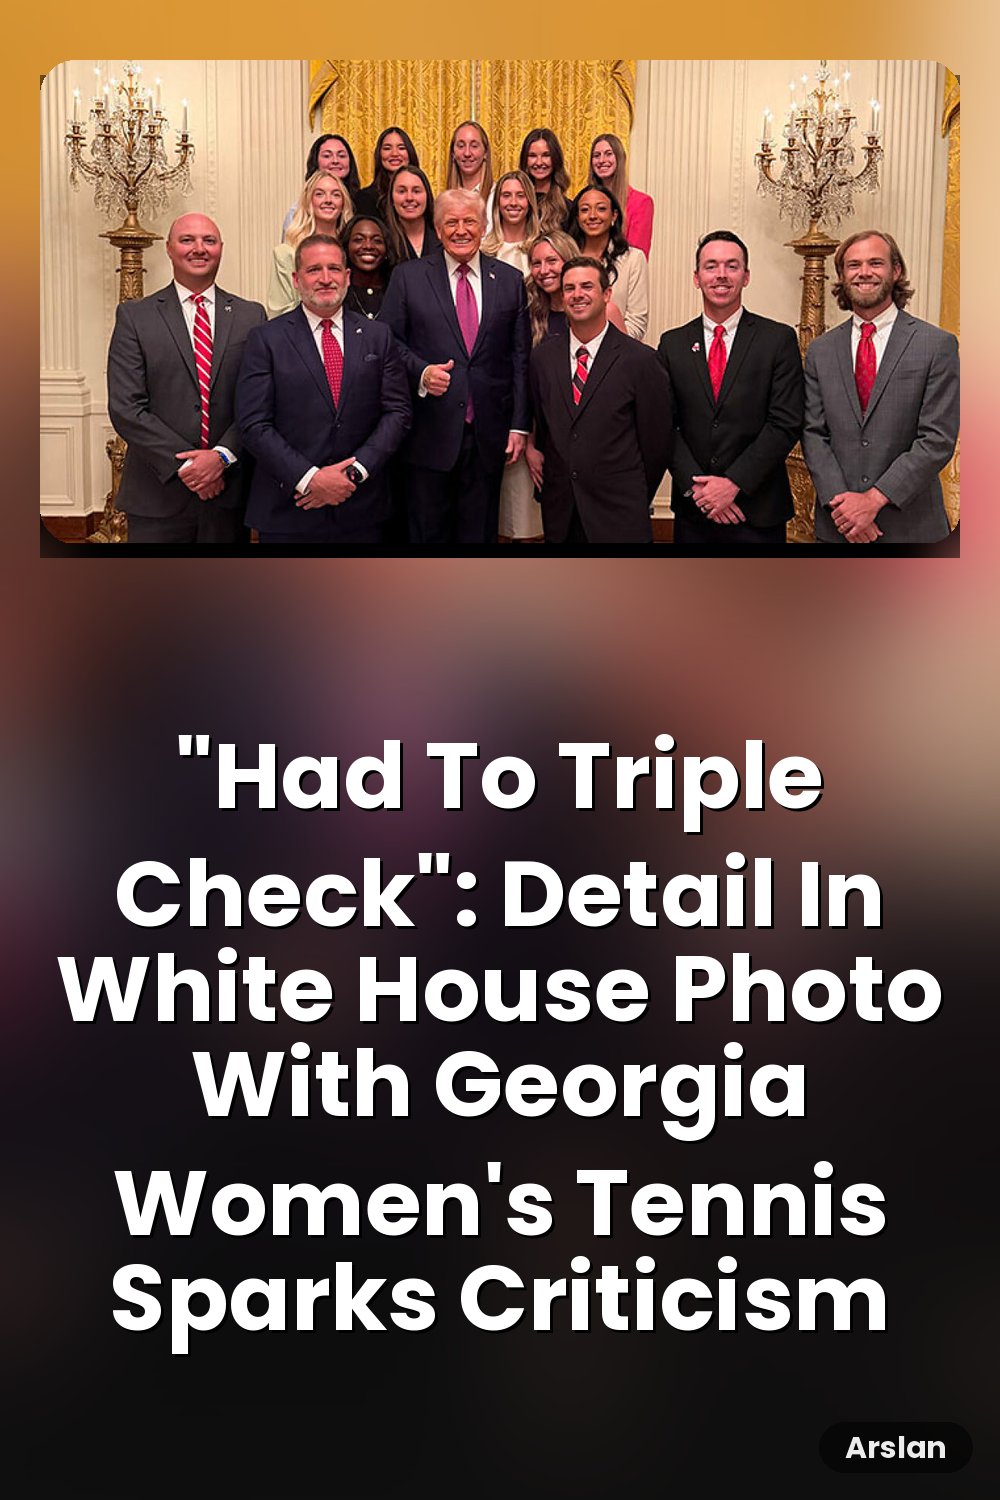 "Had To Triple
Check": Detail In
White House Photo
With Georgia
Women's Tennis
Sparks Criticism
Arslan